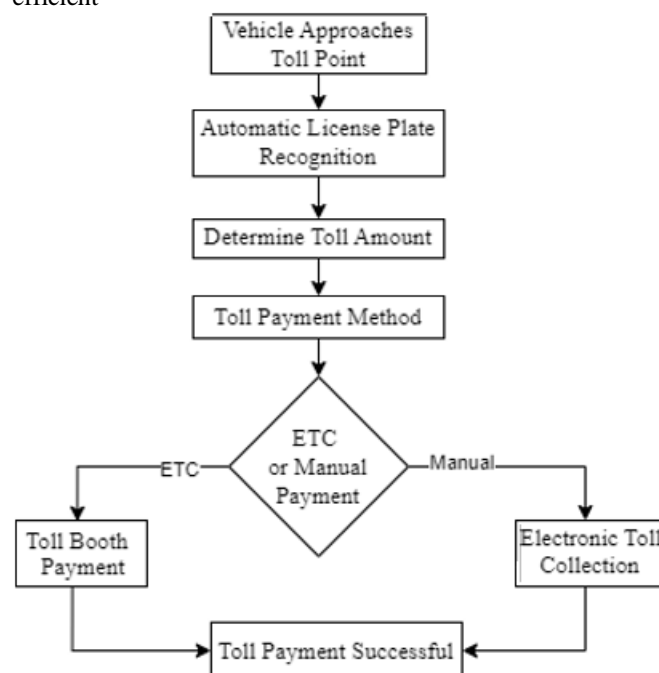 efficient
Vehicle Approaches
Toll Point
Automatic License Plate
Recognition
Determine Toll Amount
Toll Payment Method
ETC
or Manual
Payment
ETC
Manual
Toll Booth
Payment
Electronic Toll
Collection
Toll Payment Successful